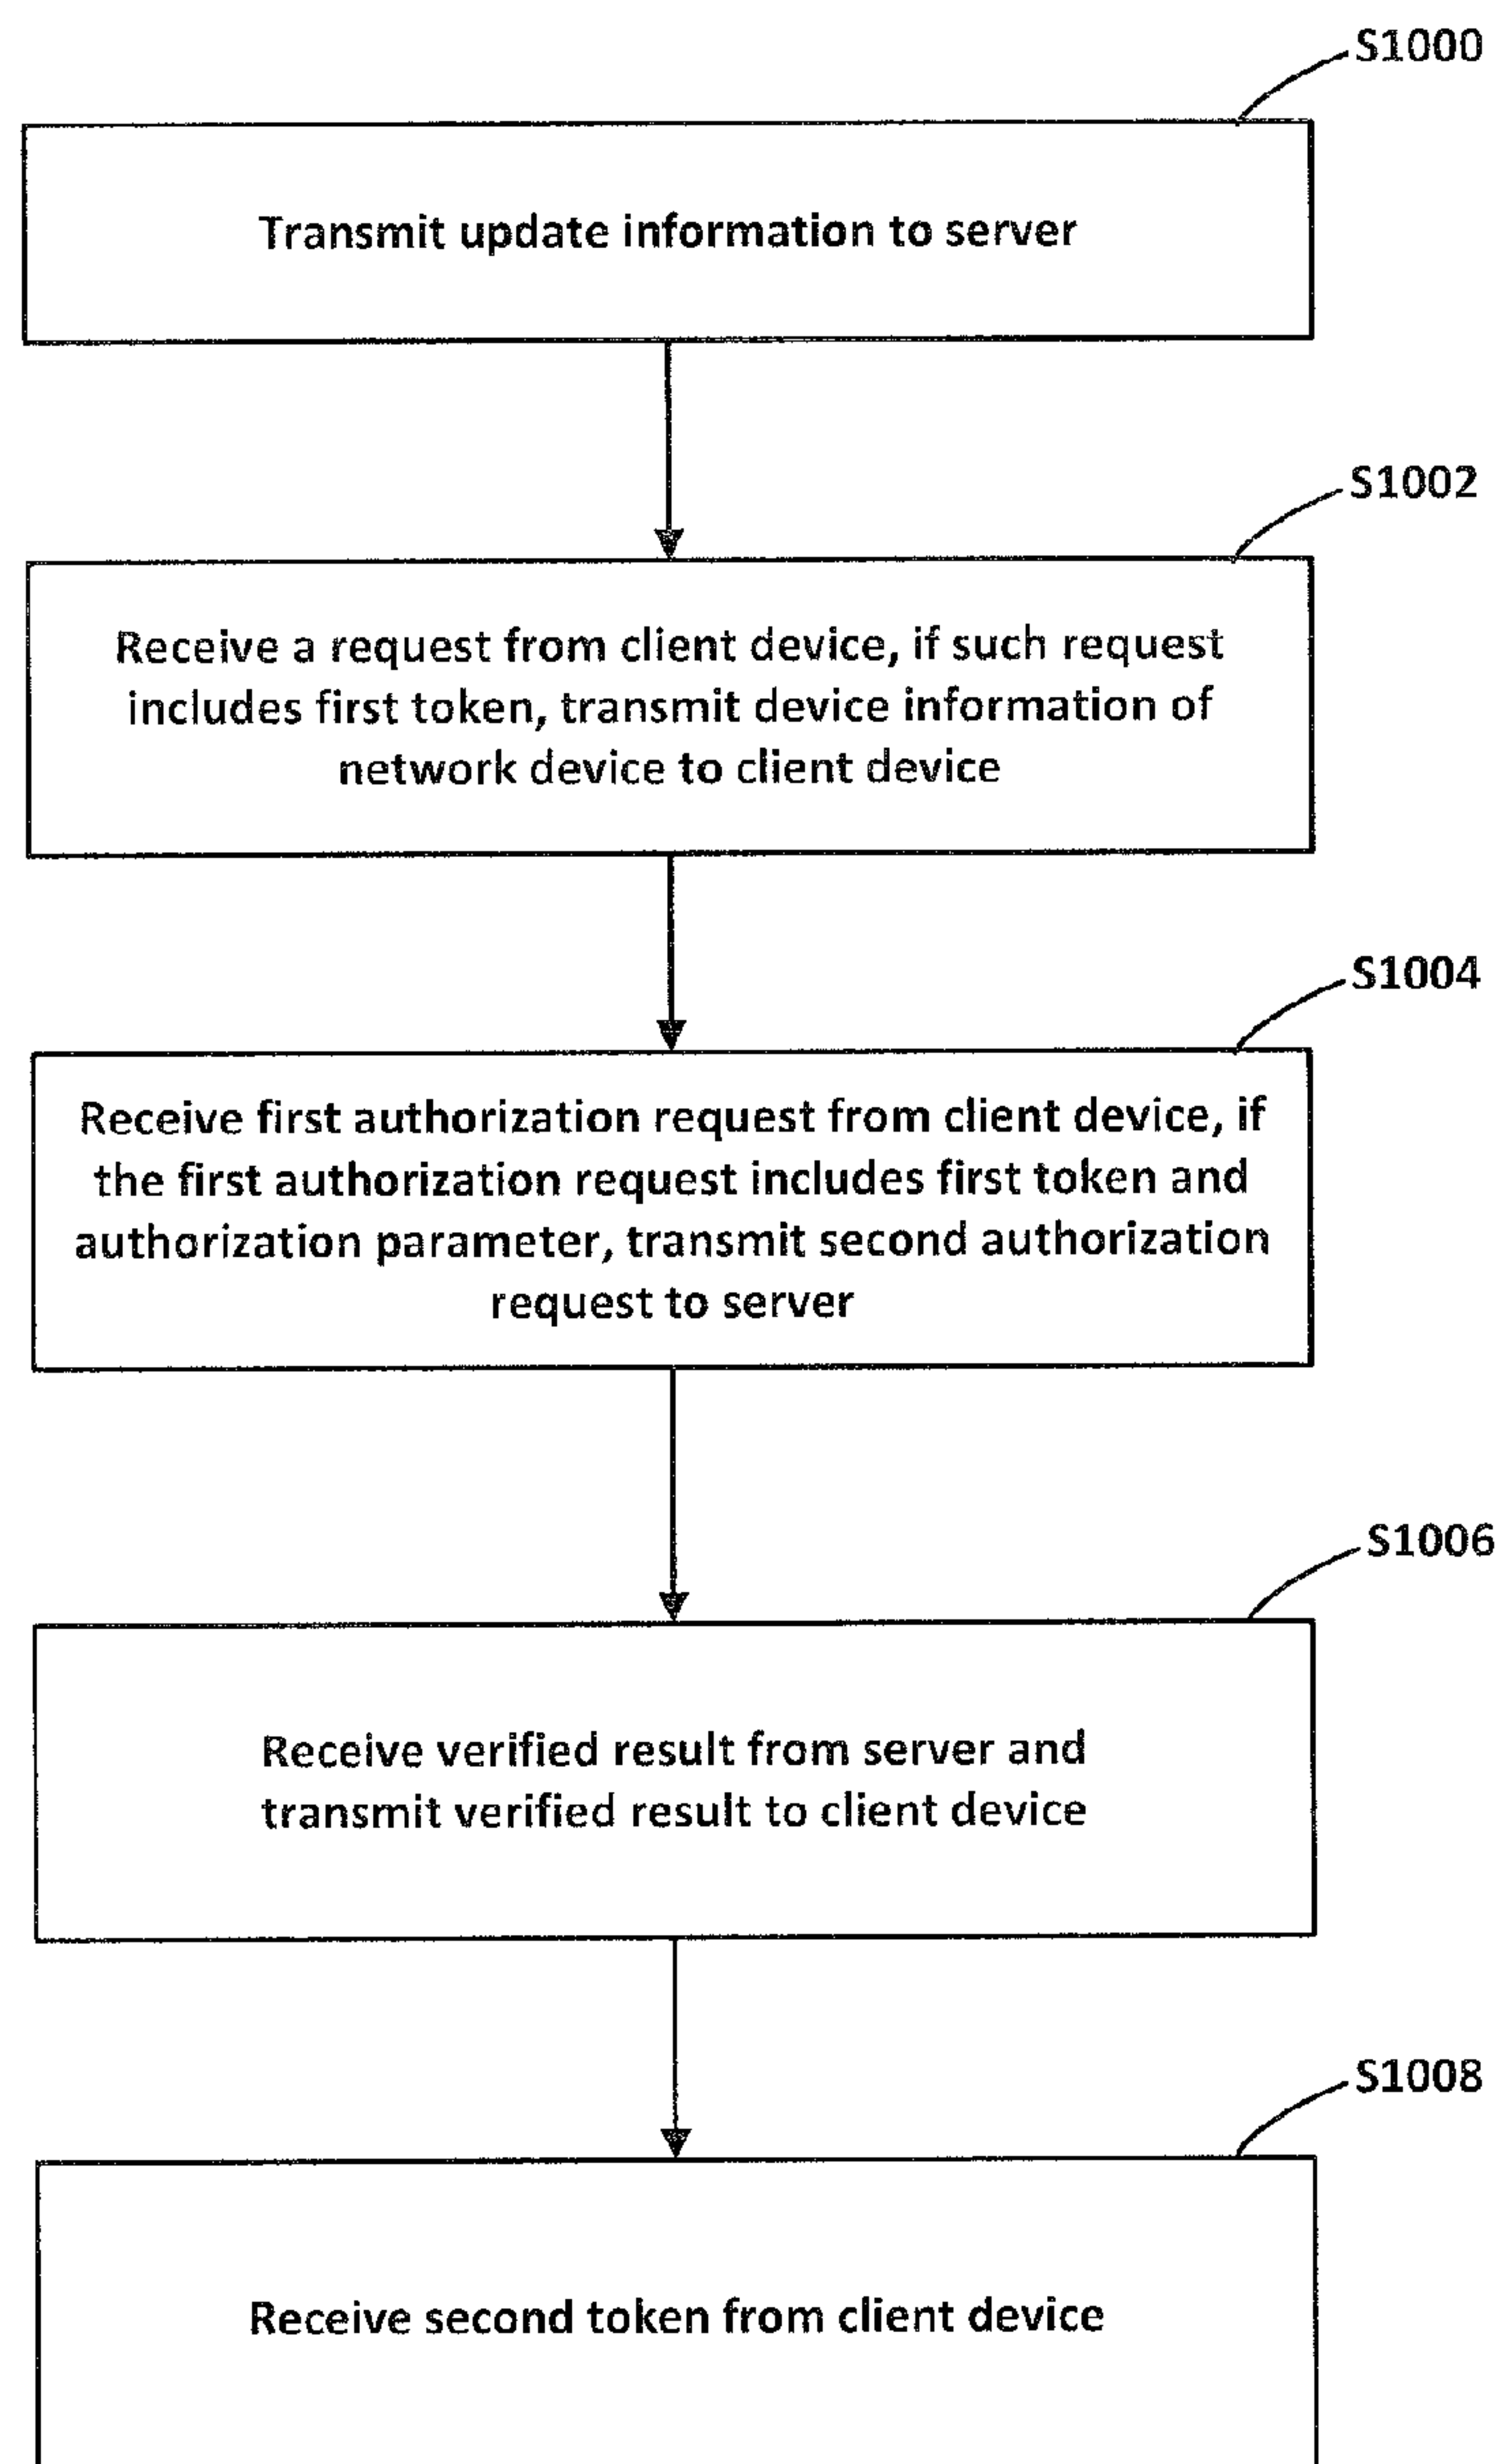 S1000
Transmit update information to server
S1002
Receive a request from client device, if such request
includes first token, transmit device information of
network device to client device
S1004
Receive first authorization request from client device, if
the first authorization request includes first token and
authorization parameter, transmit second authorization
request to server
S1006
Receive verified result from server and
transmit verified result to client device
S1008
Receive second token from client device